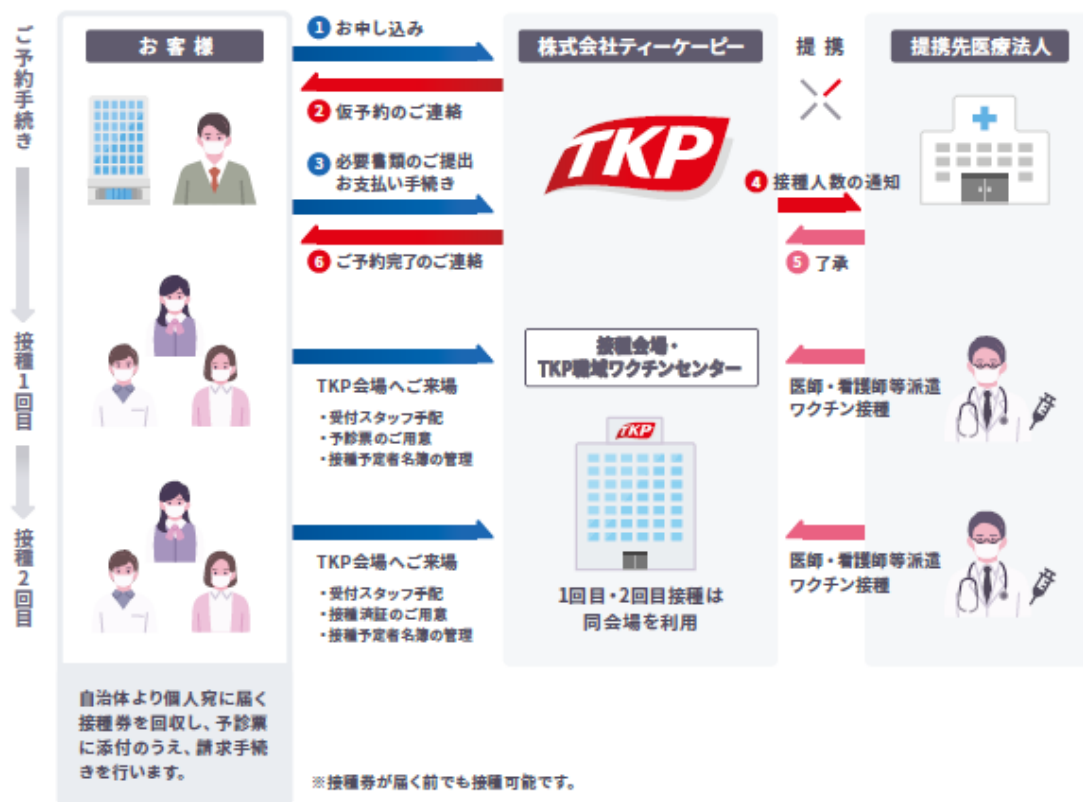 ご予約手続き
お客様
1 お申し込み
株式会社ティーケーピー
提携
提携先医療法人
2 仮予約のご連絡
TKP
3 必要書類のご提出
お支払い手続き
4 接種人数の通知
6 ご予約完了のご連絡
5 了承
接種1回目
接種会場・
TKP職域ワクチンセンター
TKP会場へご来場
・受付スタッフ手配
・予診票のご用意
・接種予定者名簿の管理
医師・看護師等派遣
ワクチン接種
TKP
接種2回目
TKP会場へご来場
・受付スタッフ手配
・接種済証のご用意
・接種予定者名簿の管理
1回目・2回目接種は
同会場を利用
医師・看護師等派遣
ワクチン接種
自治体より個人宛に届く
接種券を回収し、予診票
に添付のうえ、請求手続
きを行います。
※接種券が届く前でも接種可能です。